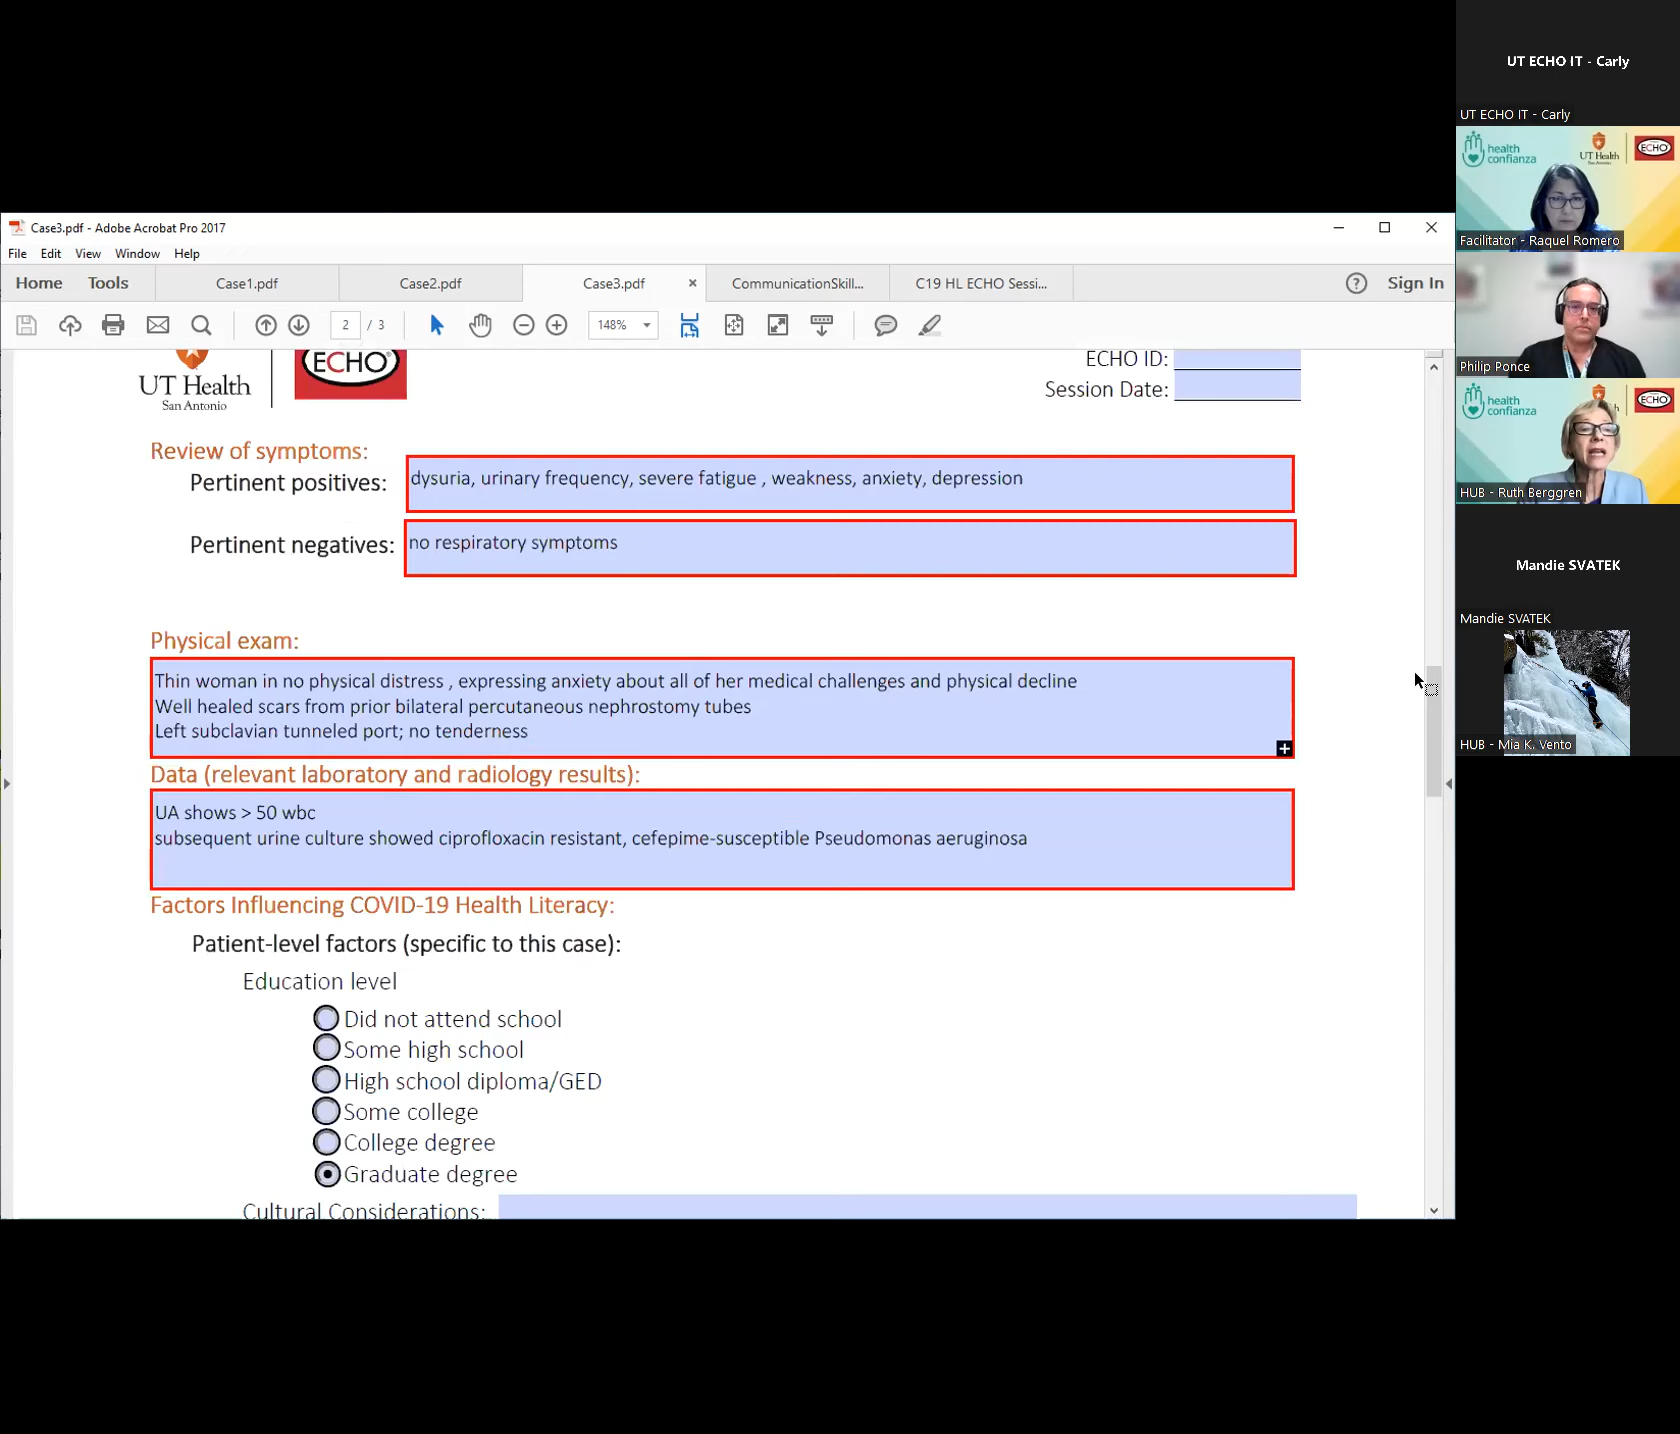 UT ECHO IT - Carly
UT ECHO IT - Carly
health
confianza
UT Health
San Antonio
ECHO
Facilitator - Raquel Romero
Philip Ponce
health
confianza
ECHO
HUB - Ruth Berggren
Mandie SVATEK
Mandie SVATEK
HUB - Mia K. Vento
Case3.pdf - Adobe Acrobat Pro 2017
File Edit View Window Help
Home Tools Case1.pdf Case2.pdf Case3.pdf × CommunicationSkill... C19 HL ECHO Sessi... ? Sign In
2 / 3 148%
UT Health
San Antonio
ECHO
ECHO ID:
Session Date:
Review of symptoms:
Pertinent positives: dysuria, urinary frequency, severe fatigue , weakness, anxiety, depression
Pertinent negatives: no respiratory symptoms
Physical exam:
Thin woman in no physical distress , expressing anxiety about all of her medical challenges and physical decline
Well healed scars from prior bilateral percutaneous nephrostomy tubes
Left subclavian tunneled port; no tenderness
Data (relevant laboratory and radiology results):
UA shows > 50 wbc
subsequent urine culture showed ciprofloxacin resistant, cefepime-susceptible Pseudomonas aeruginosa
Factors Influencing COVID-19 Health Literacy:
Patient-level factors (specific to this case):
Education level
Did not attend school
Some high school
High school diploma/GED
Some college
College degree
Graduate degree
Cultural Considerations: